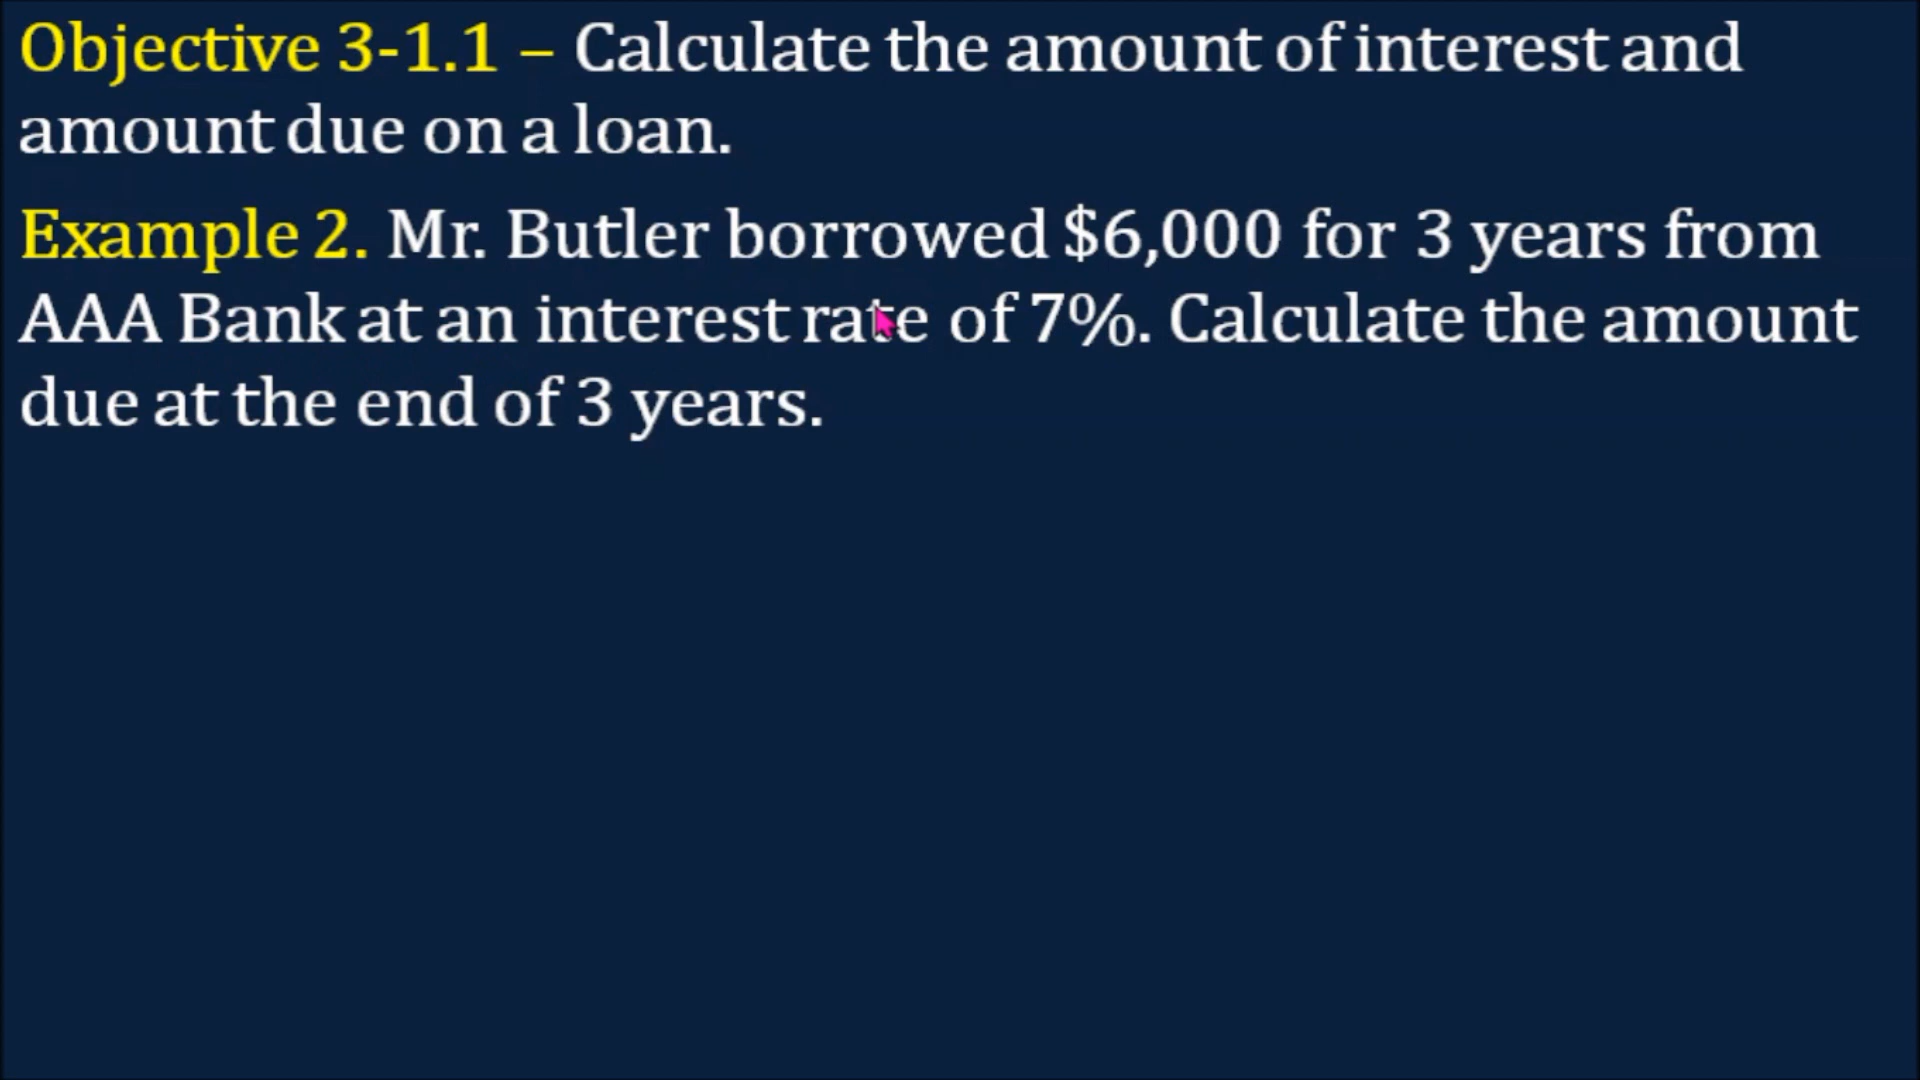 Objective 3-1.1 – Calculate the amount of interest and
amount due on a loan.
Example 2. Mr. Butler borrowed $6,000 for 3 years from
AAA Bank at an interest rate of 7%. Calculate the amount
due at the end of 3 years.